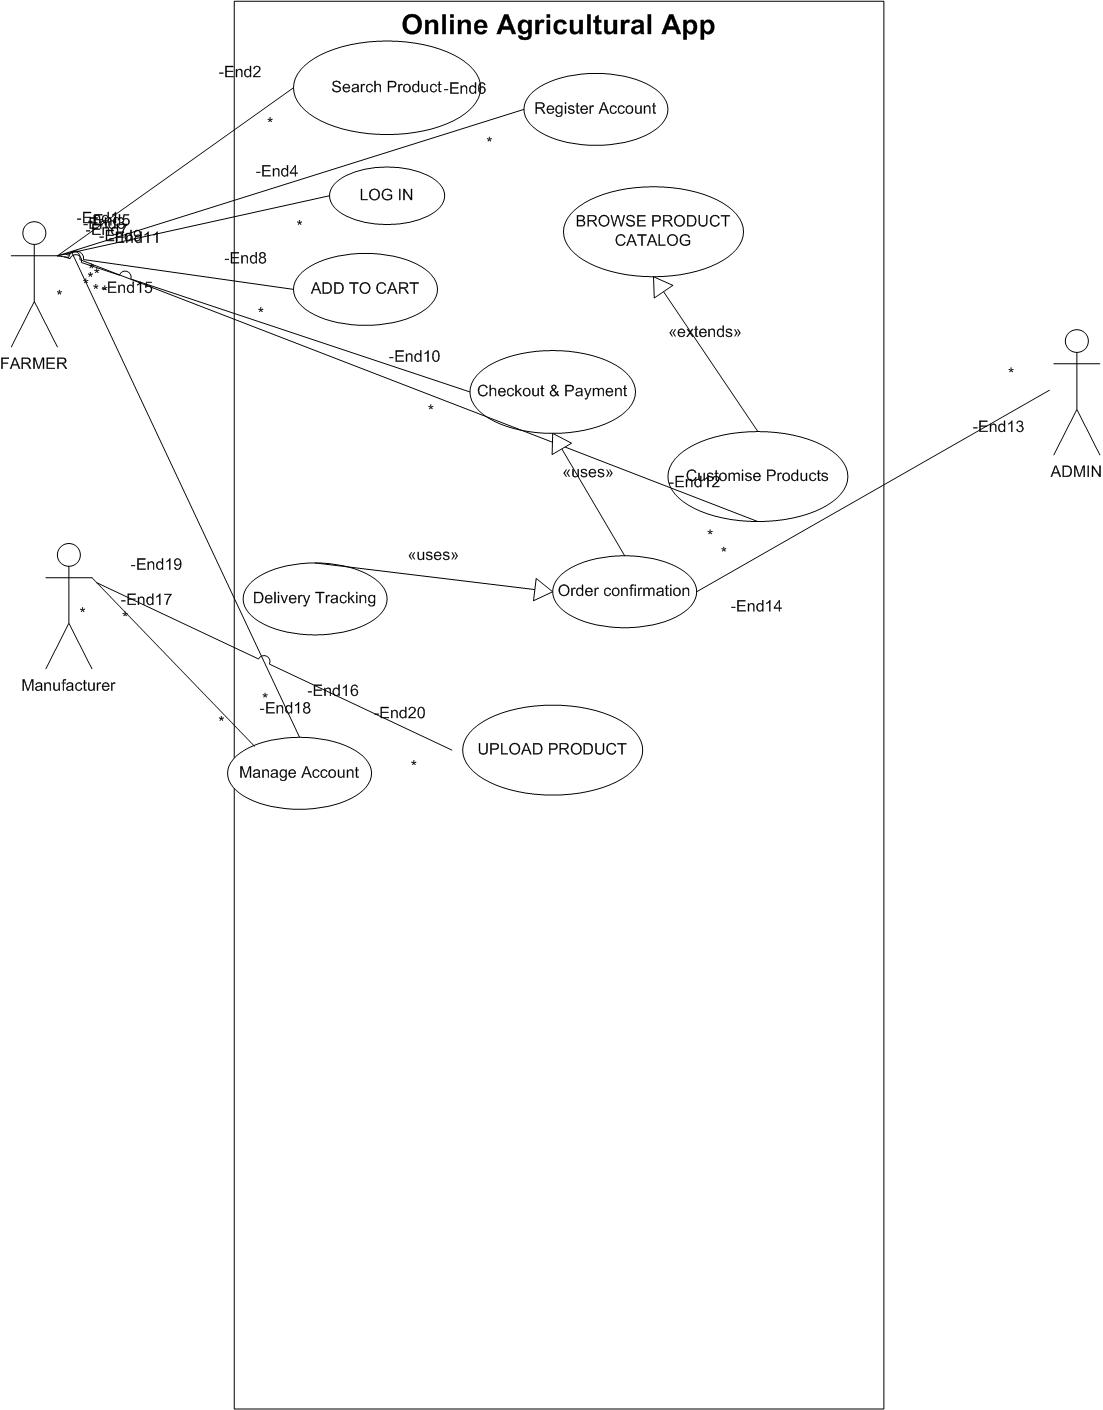 Online Agricultural App
-End2
Search Product
-End6
Register Account
*
*
-End4
LOG IN
*
BROWSE PRODUCT
CATALOG
-End11
-End8
ADD TO CART
-End15
*
*
*
*
*
*
*
«extends»
-End10
FARMER
Checkout & Payment
*
*
-End13
ADMIN
«uses»
-End12
Customise Products
*
*
«uses»
-End19
Delivery Tracking
Order confirmation
-End17
-End14
*
*
Manufacturer
-End16
*
-End18
-End20
*
UPLOAD PRODUCT
*
Manage Account